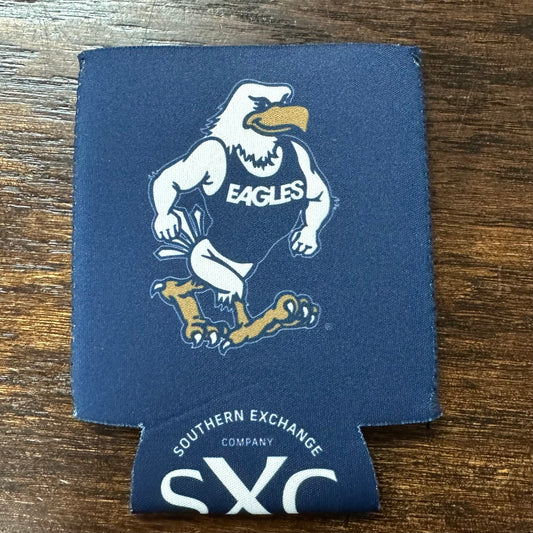 EAGLES
®
SOUTHERN EXCHANGE
COMPANY
SXC